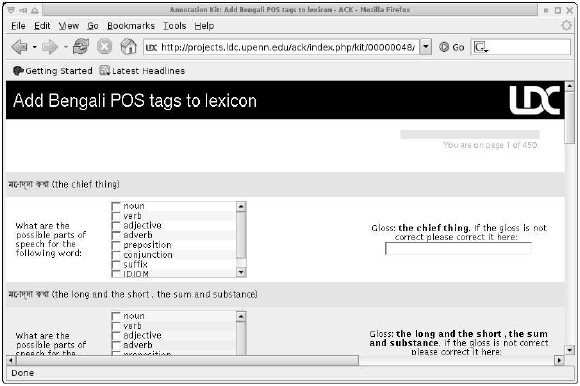 Annotation Kit: Add Bengali POS tags to lexicon - ACK - Mozilla Firefox
File Edit View Go Bookmarks Tools Help
LDC http://projects.ldc.upenn.edu/ack/index.php/kit/00000048/ Go G
Getting Started Latest Headlines
Add Bengali POS tags to lexicon LDC
You are on page 1 of 450.
কথা (the chief thing)
What are the
possible parts of
speech for the
following word:
noun
verb
adjective
adverb
preposition
conjunction
suffix
IDIOM
Gloss: the chief thing. If the gloss is not
correct please correct it here:
কথা (the long and the short , the sum and substance)
What are the
possible parts of
speech for the
noun
verb
adjective
adverb
preposition
Gloss: the long and the short , the sum
and substance. If the gloss is not
correct please correct it here:
Done